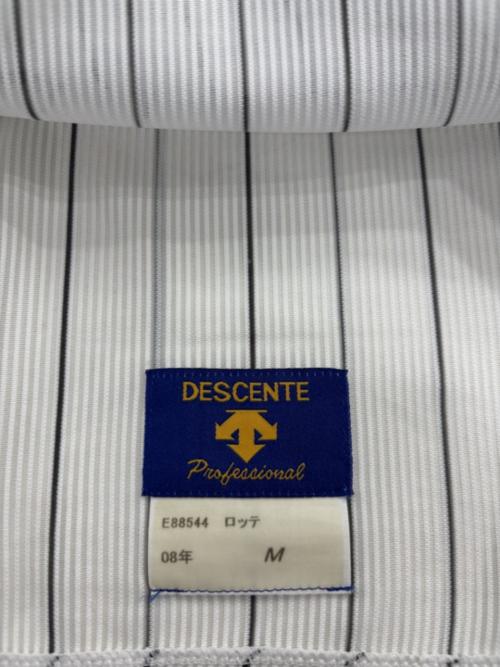 DESCENTE
Professional
E88544 ロッテ
08年 M